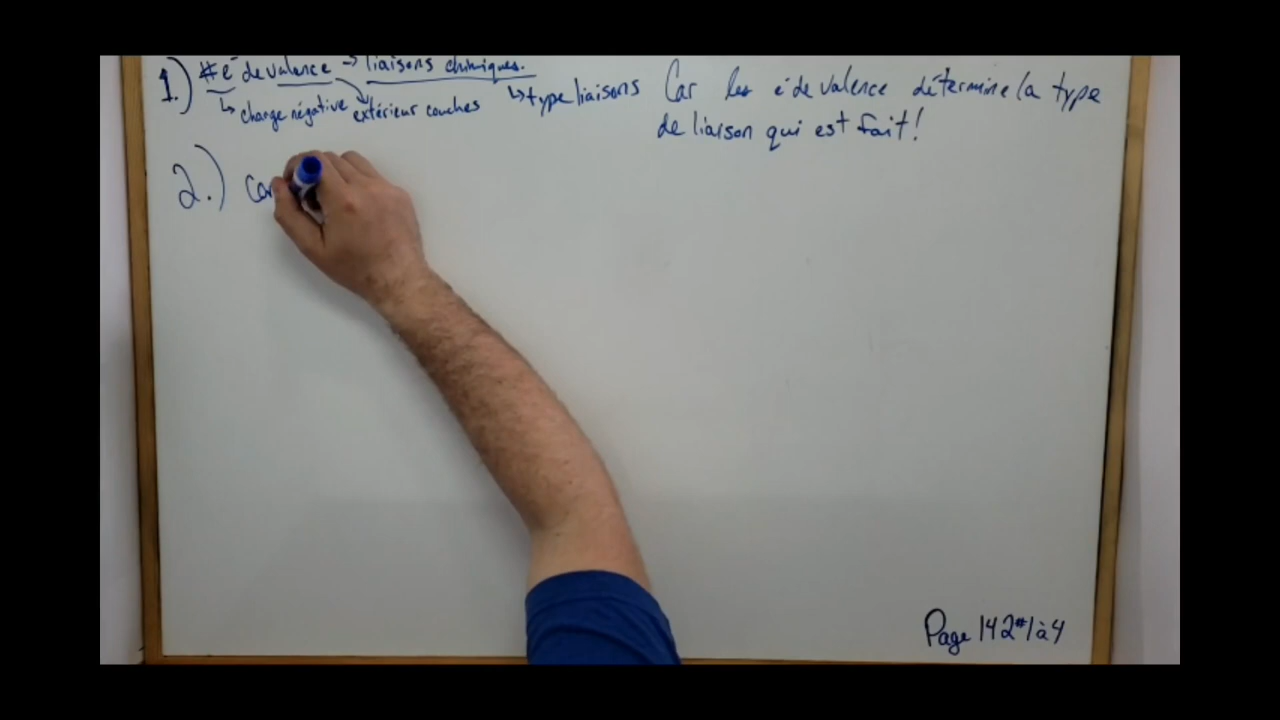 1.) # e⁻ de valence → liaisons chimiques.
↳ charge négative extérieur couches
↳ type liaisons
Car les é de valence détermine la type
de liaison qui est fait!
2.) Car
Page 142 #1 à 4